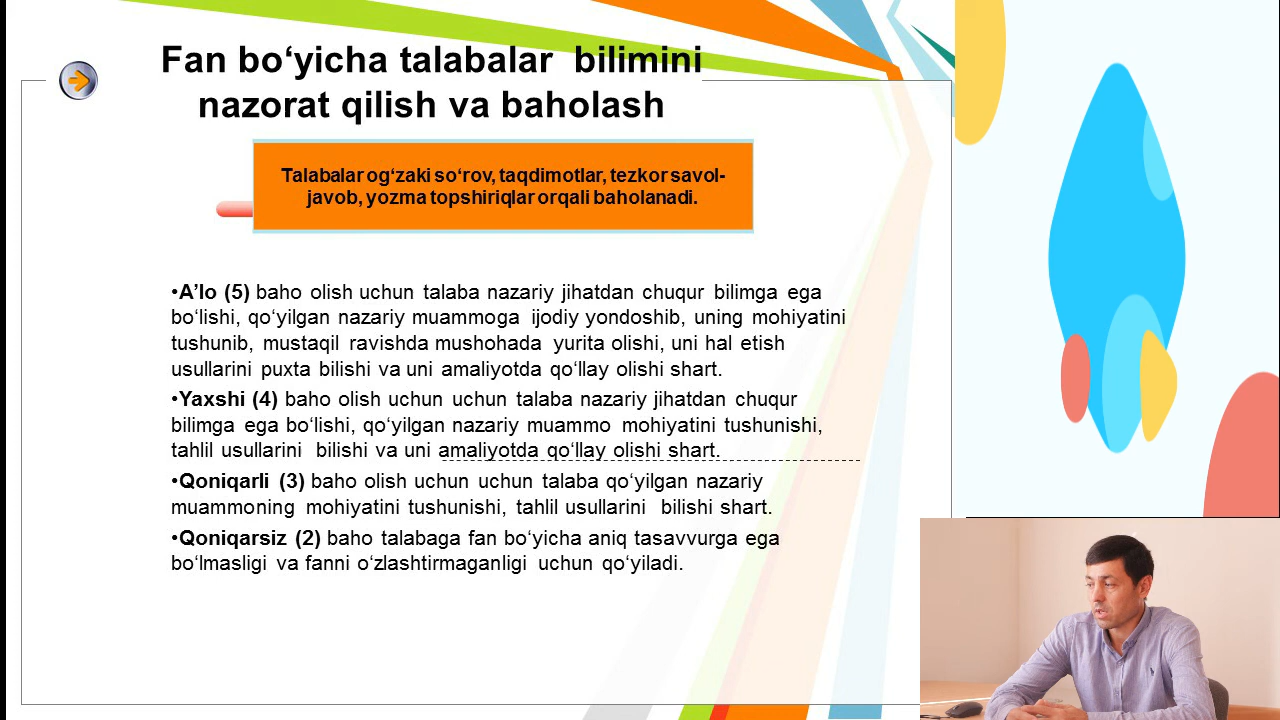 Fan bo‘yicha talabalar bilimini
nazorat qilish va baholash
Talabalar og‘zaki so‘rov, taqdimotlar, tezkor savol-
javob, yozma topshiriqlar orqali baholanadi.
•A’lo (5) baho olish uchun talaba nazariy jihatdan chuqur bilimga ega
bo‘lishi, qo‘yilgan nazariy muammoga ijodiy yondoshib, uning mohiyatini
tushunib, mustaqil ravishda mushohada yurita olishi, uni hal etish
usullarini puxta bilishi va uni amaliyotda qo‘llay olishi shart.
•Yaxshi (4) baho olish uchun uchun talaba nazariy jihatdan chuqur
bilimga ega bo‘lishi, qo‘yilgan nazariy muammo mohiyatini tushunishi,
tahlil usullarini bilishi va uni amaliyotda qo‘llay olishi shart.
•Qoniqarli (3) baho olish uchun uchun talaba qo‘yilgan nazariy
muammoning mohiyatini tushunishi, tahlil usullarini bilishi shart.
•Qoniqarsiz (2) baho talabaga fan bo‘yicha aniq tasavvurga ega
bo‘lmasligi va fanni o‘zlashtirmaganligi uchun qo‘yiladi.